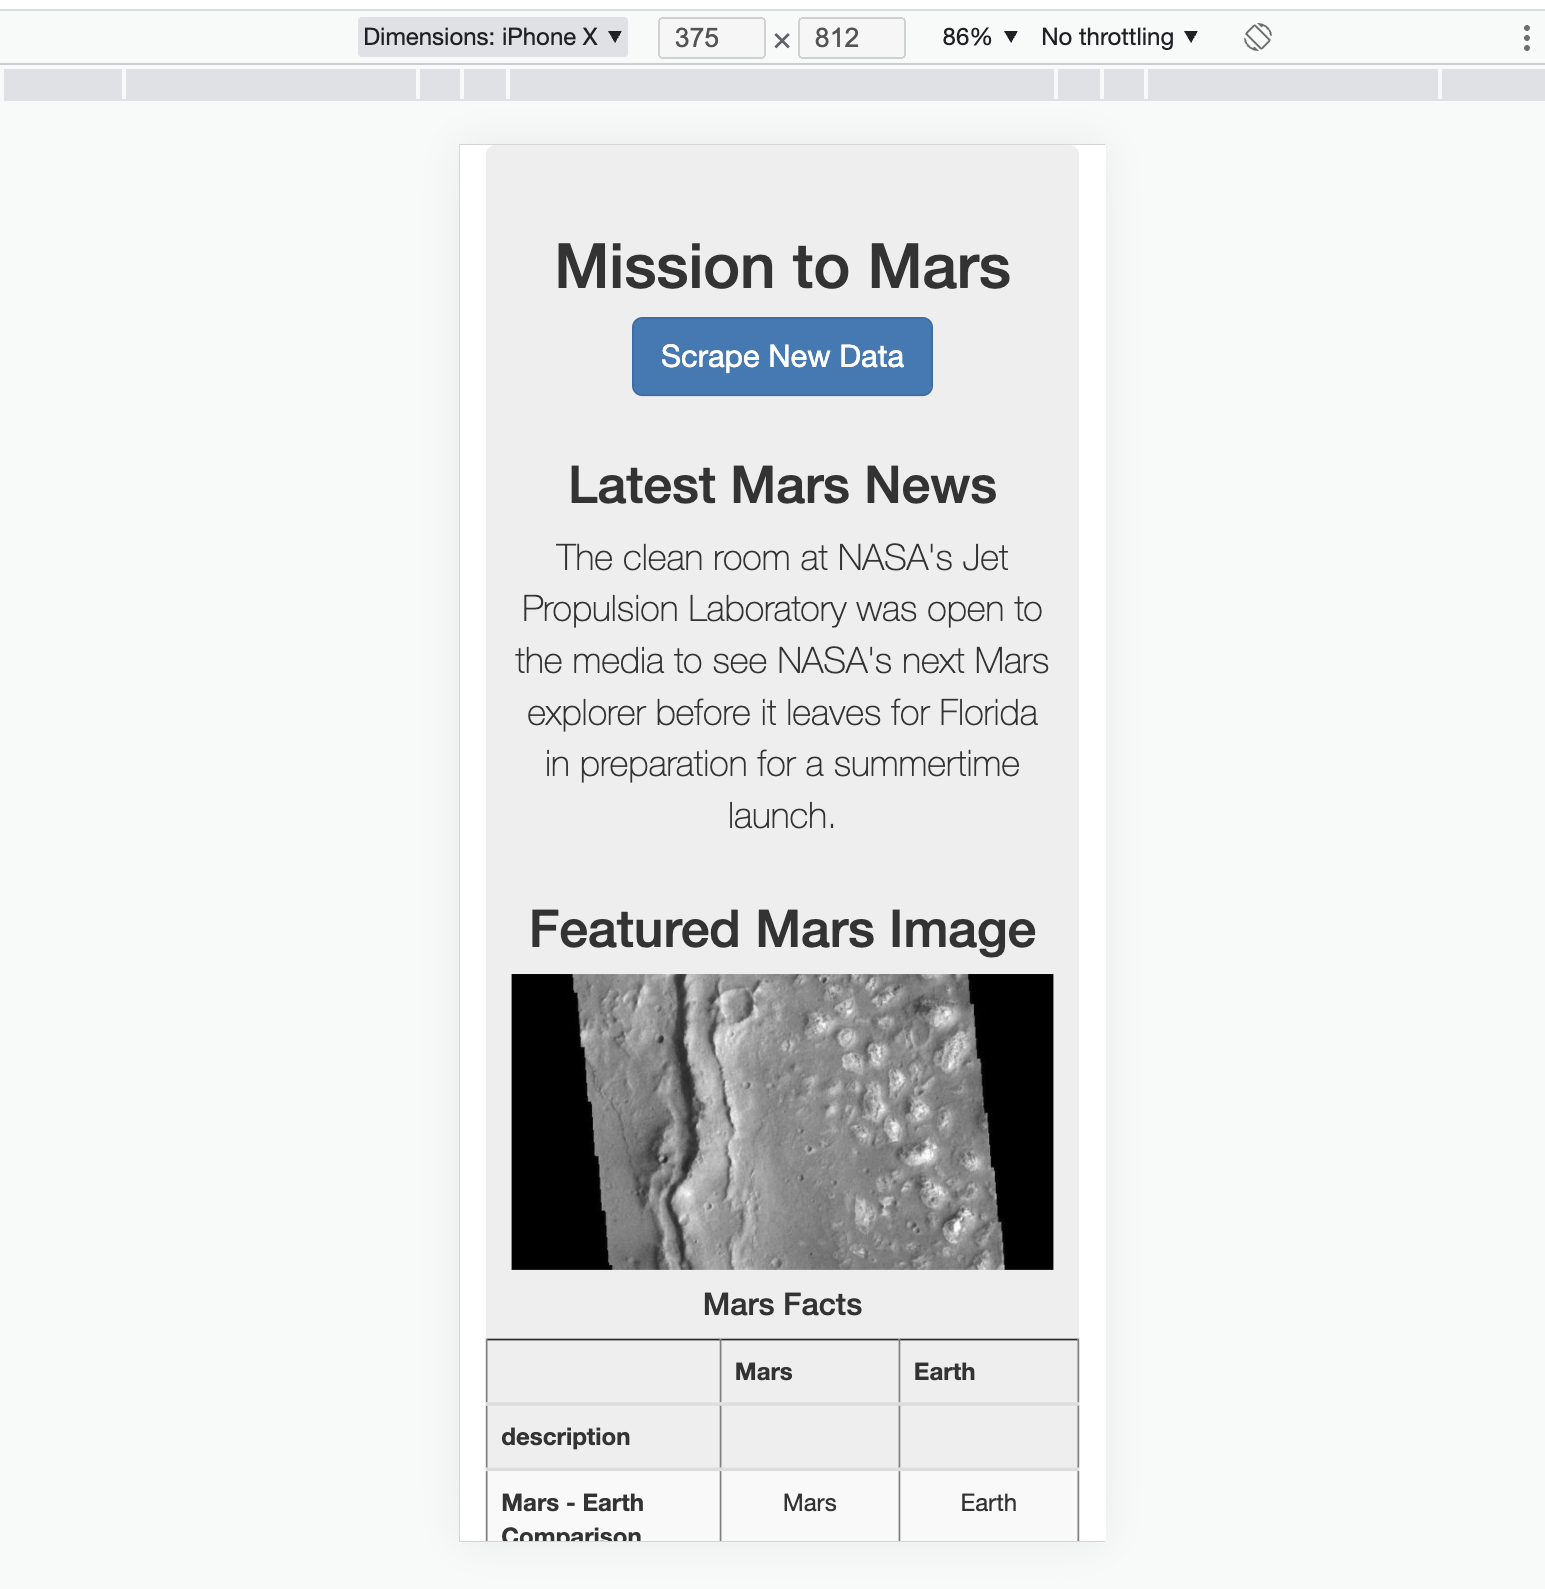 Dimensions: iPhone X ▼ 375 × 812 86% ▼ No throttling ▼
Mission to Mars
Scrape New Data
Latest Mars News
The clean room at NASA's Jet
Propulsion Laboratory was open to
the media to see NASA's next Mars
explorer before it leaves for Florida
in preparation for a summertime
launch.
Featured Mars Image
Mars Facts
Mars Earth
description
Mars - Earth Mars Earth
Comparison